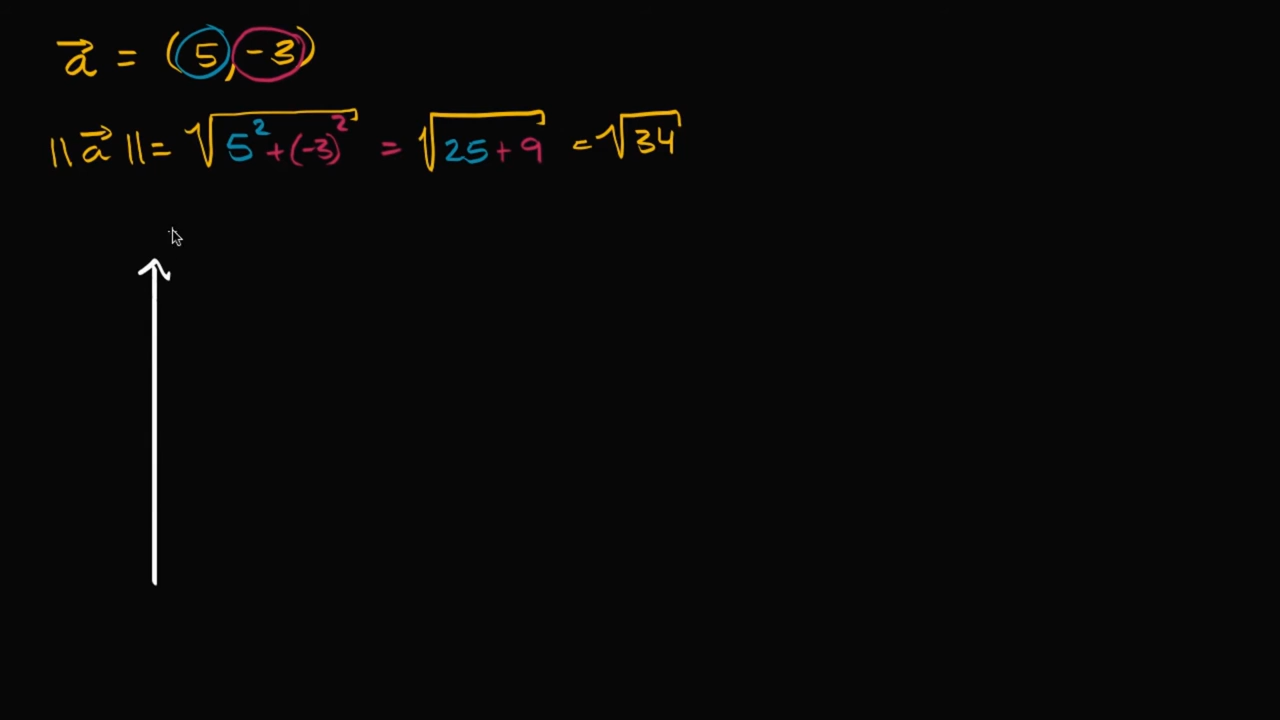 a⃗ = (5, -3)
||a⃗|| = √(5² + (-3)²) = √(25 + 9) = √34